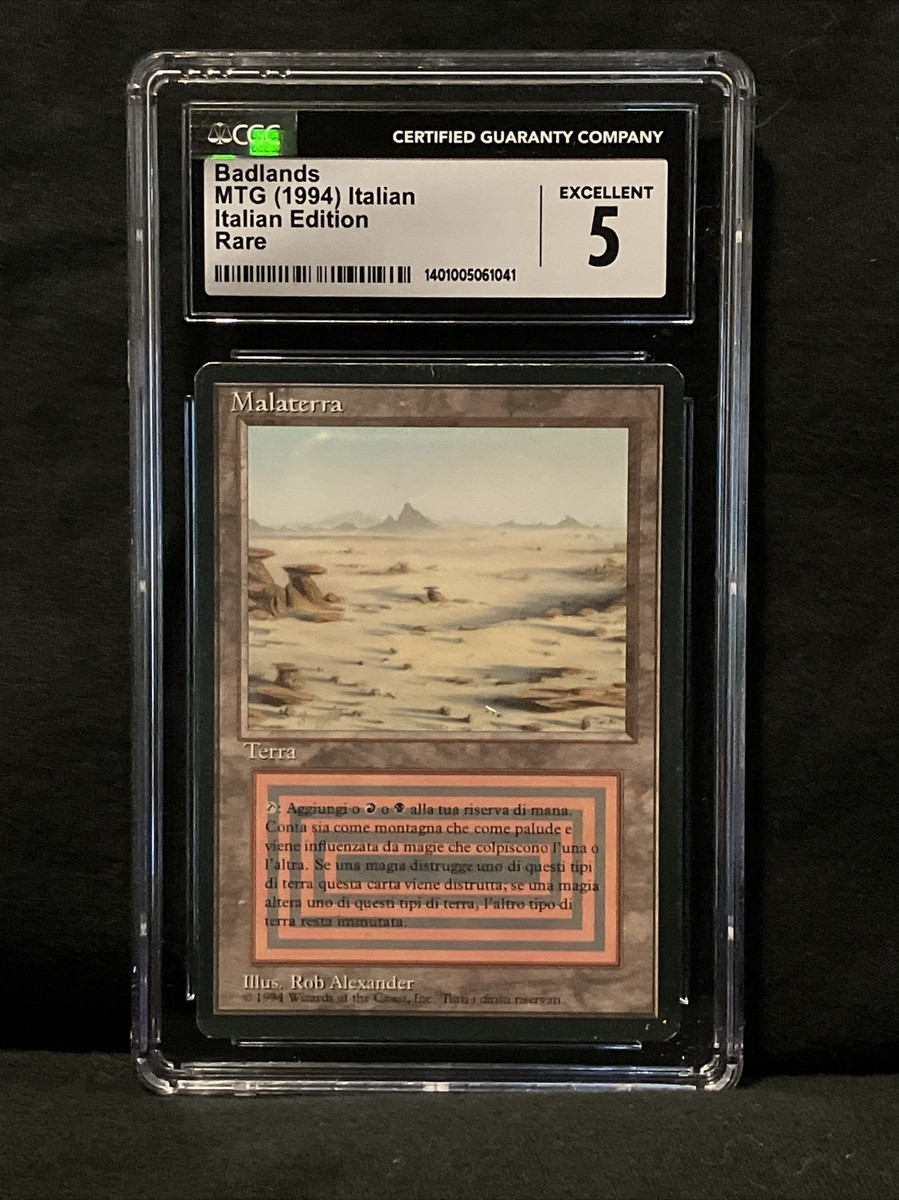 CGC
CERTIFIED GUARANTY COMPANY
Badlands
MTG (1994) Italian
Italian Edition
Rare
EXCELLENT
5
1401005061041
Malaterra
Terra
: Aggiungi o o alla tua riserva di mana.
Conta sia come montagna che come palude e
viene influenzata da magie che colpiscono l'una o
l'altra. Se una magia distrugge uno di questi tipi
di terra questa carta viene distrutta, se una magia
altera uno di questi tipi di terra, l'altro tipo di
terra resta immutata.
Illus. Rob Alexander
© 1994 Wizards of the Coast, Inc. Tutti i diritti riservati.